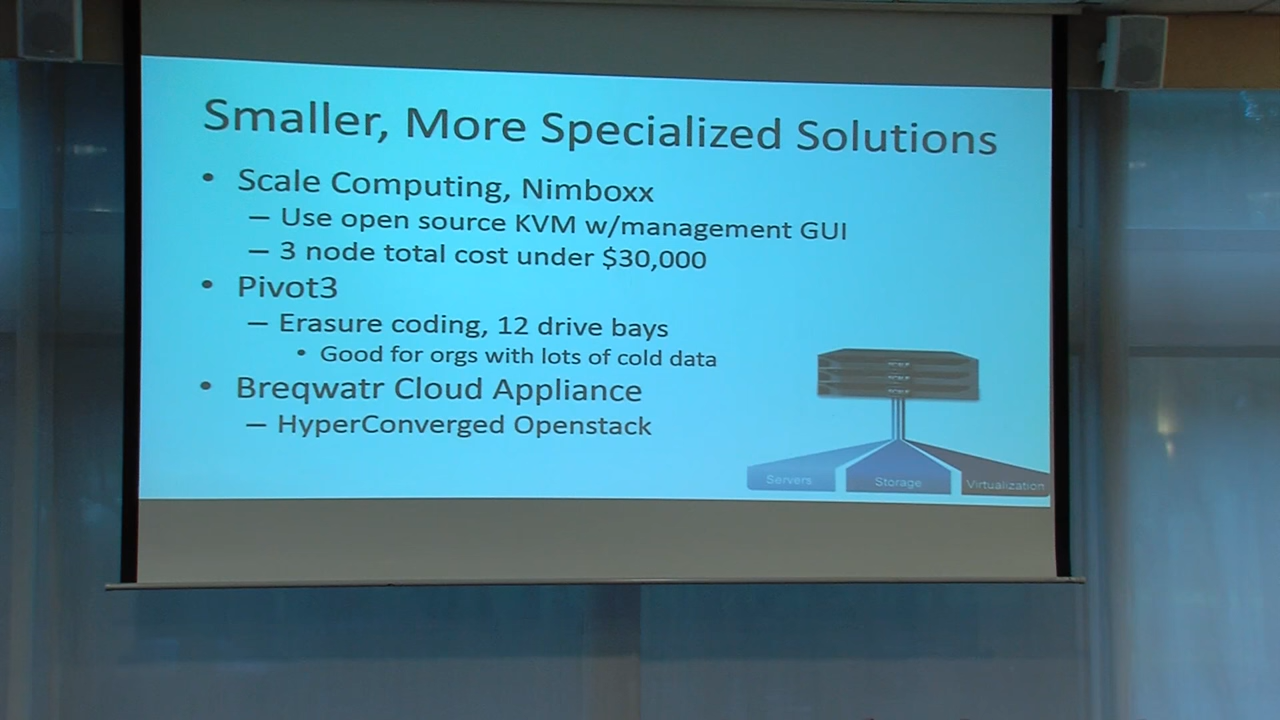 Smaller, More Specialized Solutions
• Scale Computing, Nimboxx
– Use open source KVM w/management GUI
– 3 node total cost under $30,000
• Pivot3
– Erasure coding, 12 drive bays
• Good for orgs with lots of cold data
• Breqwatr Cloud Appliance
– HyperConverged Openstack
Servers
Storage
Virtualization